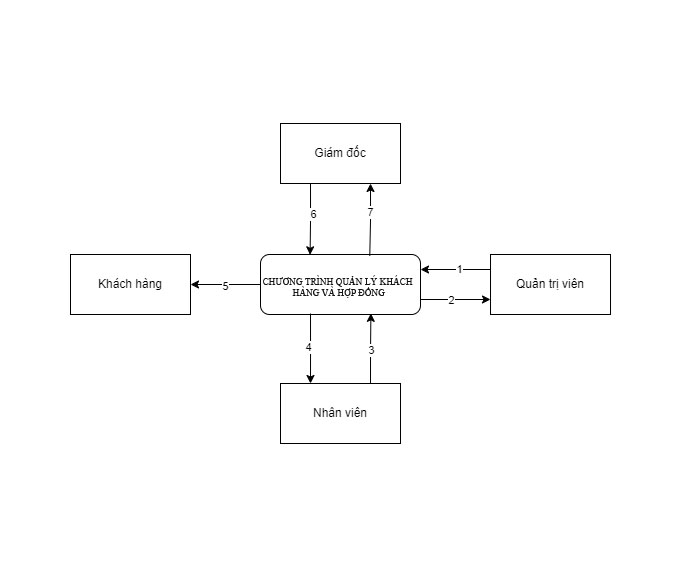 Giám đốc
6
7
Khách hàng
5
CHƯƠNG TRÌNH QUẢN LÝ KHÁCH
HÀNG VÀ HỢP ĐỒNG
1
2
Quản trị viên
4
3
Nhân viên